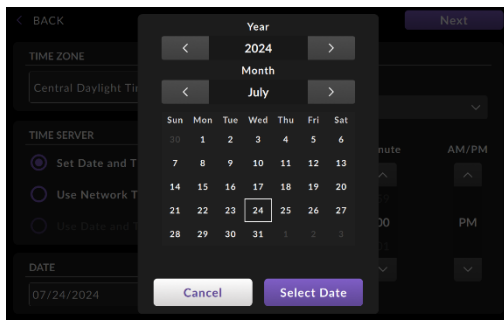 < BACK
Next
TIME ZONE
Central Daylight Ti
TIME SERVER
Set Date and T
Use Network T
Use Date and T
DATE
07/24/2024
nute
AM/PM
00
PM
Year
< 2024 >
Month
< July >
Sun Mon Tue Wed Thu Fri Sat
30 1 2 3 4 5 6
7 8 9 10 11 12 13
14 15 16 17 18 19 20
21 22 23 24 25 26 27
28 29 30 31 1 2 3
Cancel Select Date